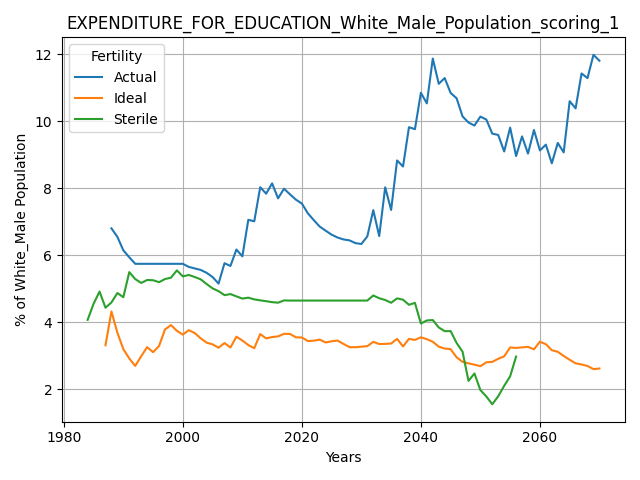 EXPENDITURE_FOR_EDUCATION_White_Male_Population_scoring_1
Fertility
Actual
Ideal
Sterile
% of White_Male Population
12
10
8
6
4
2
1980
2000
2020
2040
2060
Years